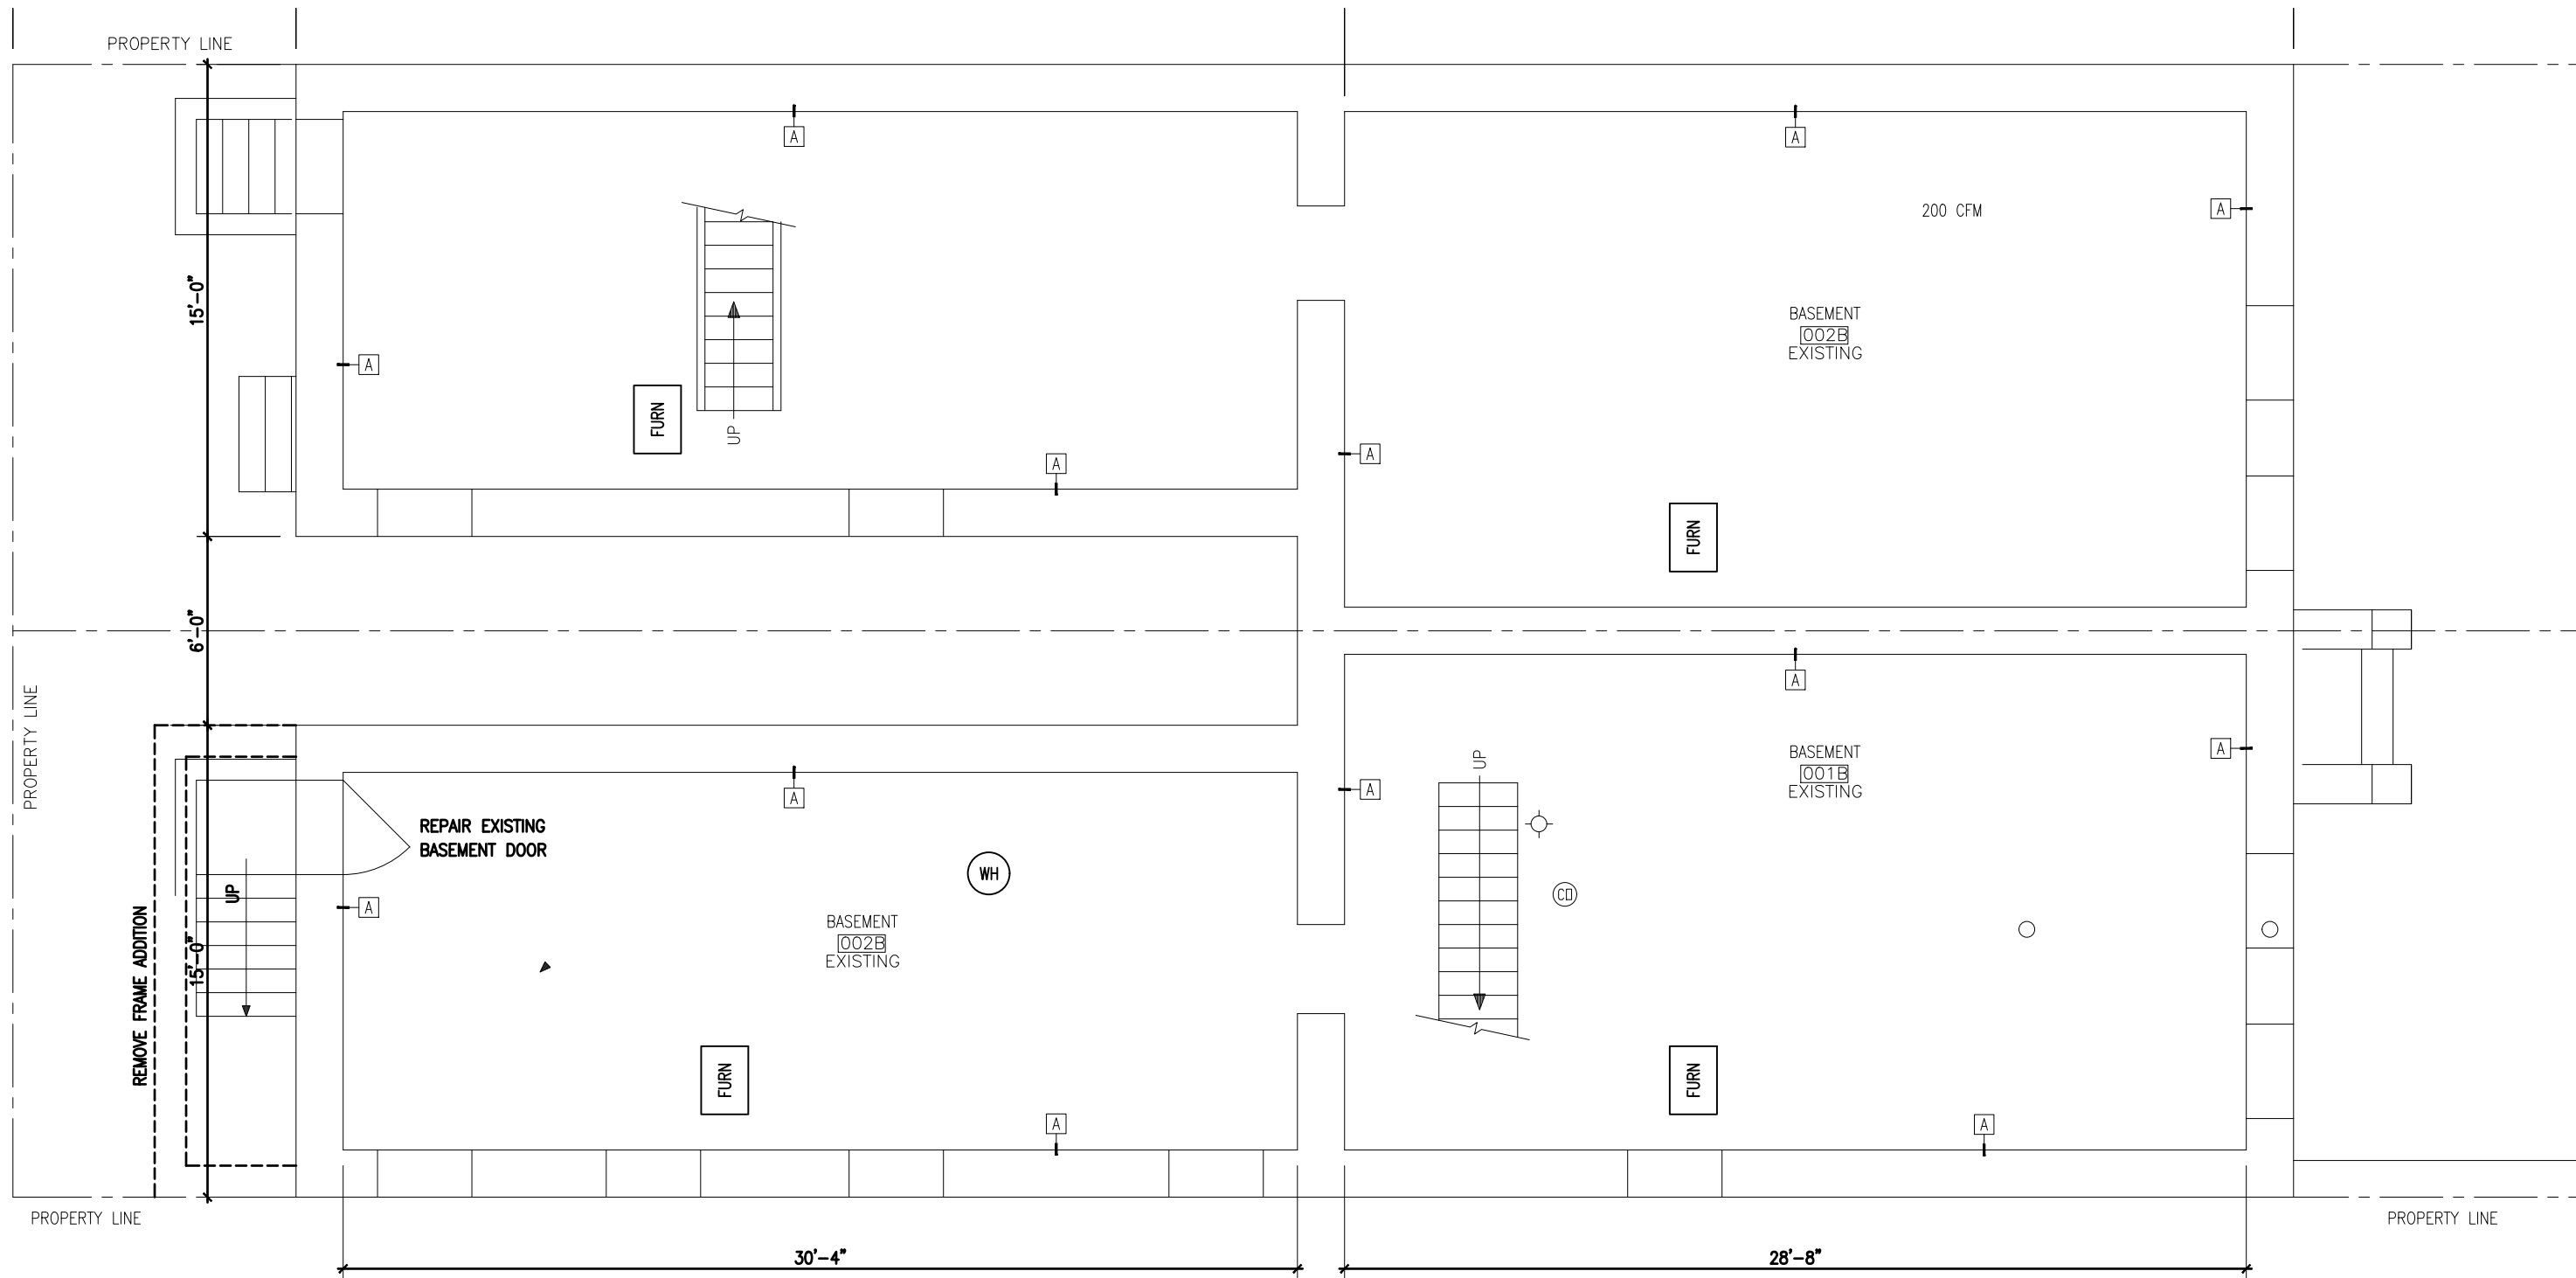 PROPERTY LINE
A
A
200 CFM
A
15'-0"
BASEMENT
002B
EXISTING
A
FURN
UP
A
A
FURN
6'-0"
PROPERTY LINE
A
UP
BASEMENT
001B
EXISTING
A
A
A
REPAIR EXISTING
BASEMENT DOOR
WH
UP
CO
A
BASEMENT
002B
EXISTING
15'-0"
REMOVE FRAME ADDITION
FURN
FURN
A
A
PROPERTY LINE
PROPERTY LINE
30'-4"
28'-8"